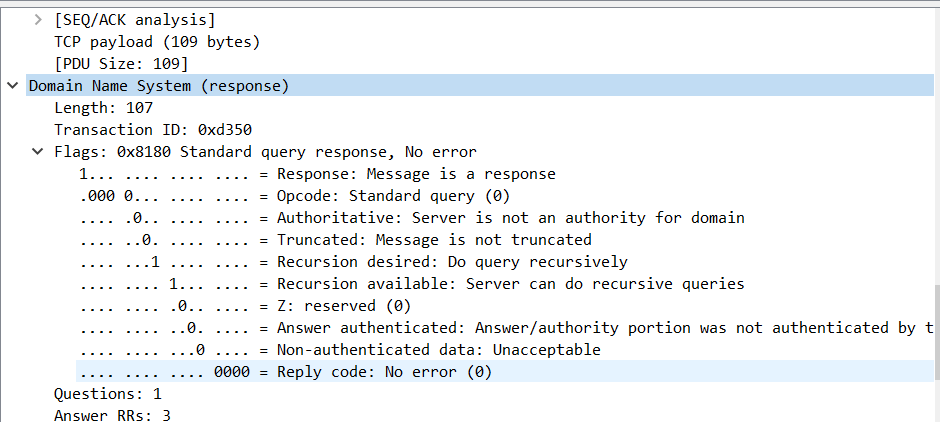 [SEQ/ACK analysis]
TCP payload (109 bytes)
[PDU Size: 109]
Domain Name System (response)
Length: 107
Transaction ID: 0xd350
Flags: 0x8180 Standard query response, No error
1... .... .... .... = Response: Message is a response
.000 0... .... .... = Opcode: Standard query (0)
.... .0.. .... .... = Authoritative: Server is not an authority for domain
.... ..0. .... .... = Truncated: Message is not truncated
.... ...1 .... .... = Recursion desired: Do query recursively
.... .... 1... .... = Recursion available: Server can do recursive queries
.... .... .0.. .... = Z: reserved (0)
.... .... ..0. .... = Answer authenticated: Answer/authority portion was not authenticated by t
.... .... ...0 .... = Non-authenticated data: Unacceptable
.... .... .... 0000 = Reply code: No error (0)
Questions: 1
Answer RRs: 3